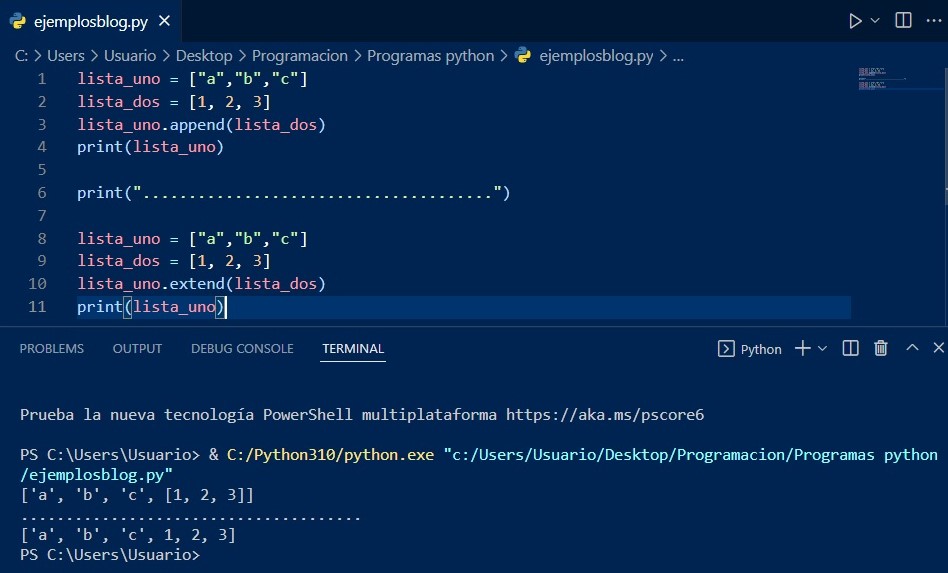 ejemplosblog.py
C: > Users > Usuario > Desktop > Programacion > Programas python > ejemplosblog.py > ...
1 lista_uno = ["a","b","c"]
2 lista_dos = [1, 2, 3]
3 lista_uno.append(lista_dos)
4 print(lista_uno)
5
6 print("......................................")
7
8 lista_uno = ["a","b","c"]
9 lista_dos = [1, 2, 3]
10 lista_uno.extend(lista_dos)
11 print(lista_uno)
PROBLEMS OUTPUT DEBUG CONSOLE TERMINAL Python
Prueba la nueva tecnología PowerShell multiplataforma https://aka.ms/pscore6
PS C:\Users\Usuario> & C:/Python310/python.exe "c:/Users/Usuario/Desktop/Programacion/Programas python
/ejemplosblog.py"
['a', 'b', 'c', [1, 2, 3]]
......................................
['a', 'b', 'c', 1, 2, 3]
PS C:\Users\Usuario>